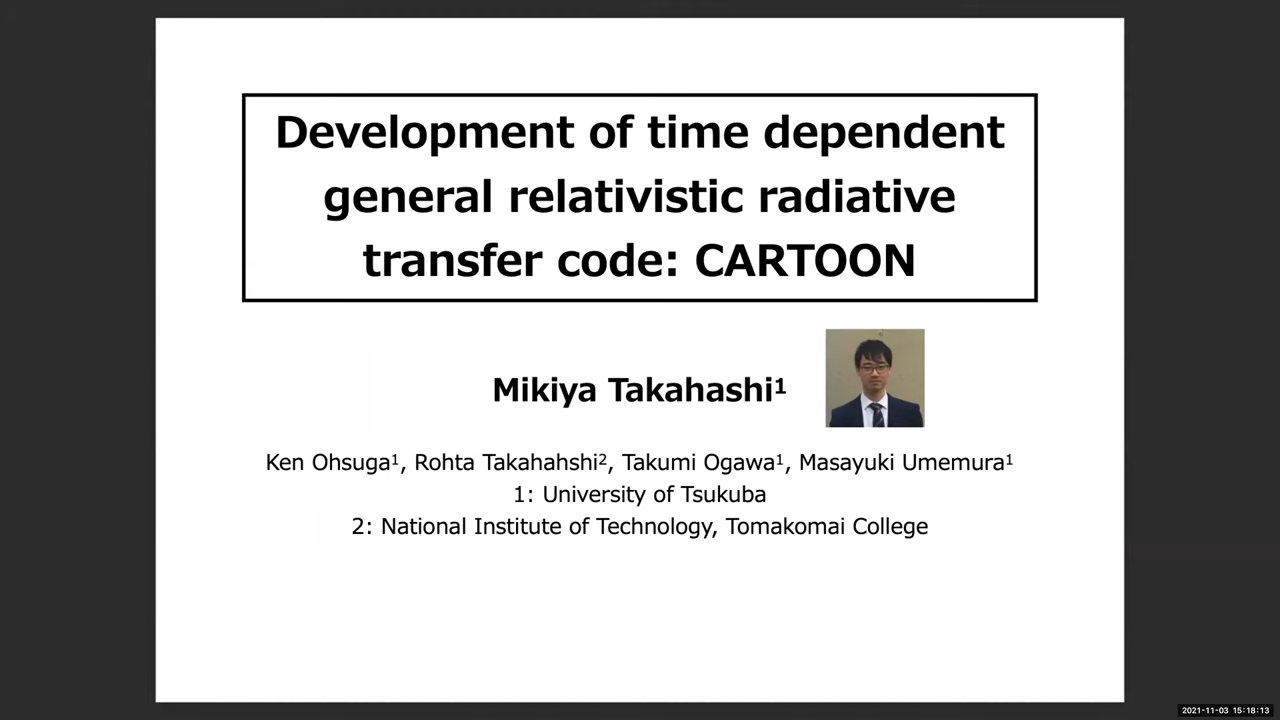 Development of time dependent
general relativistic radiative
transfer code: CARTOON
Mikiya Takahashi¹
Ken Ohsuga¹, Rohta Takahahshi², Takumi Ogawa¹, Masayuki Umemura¹
1: University of Tsukuba
2: National Institute of Technology, Tomakomai College
2021-11-03 15:18:13